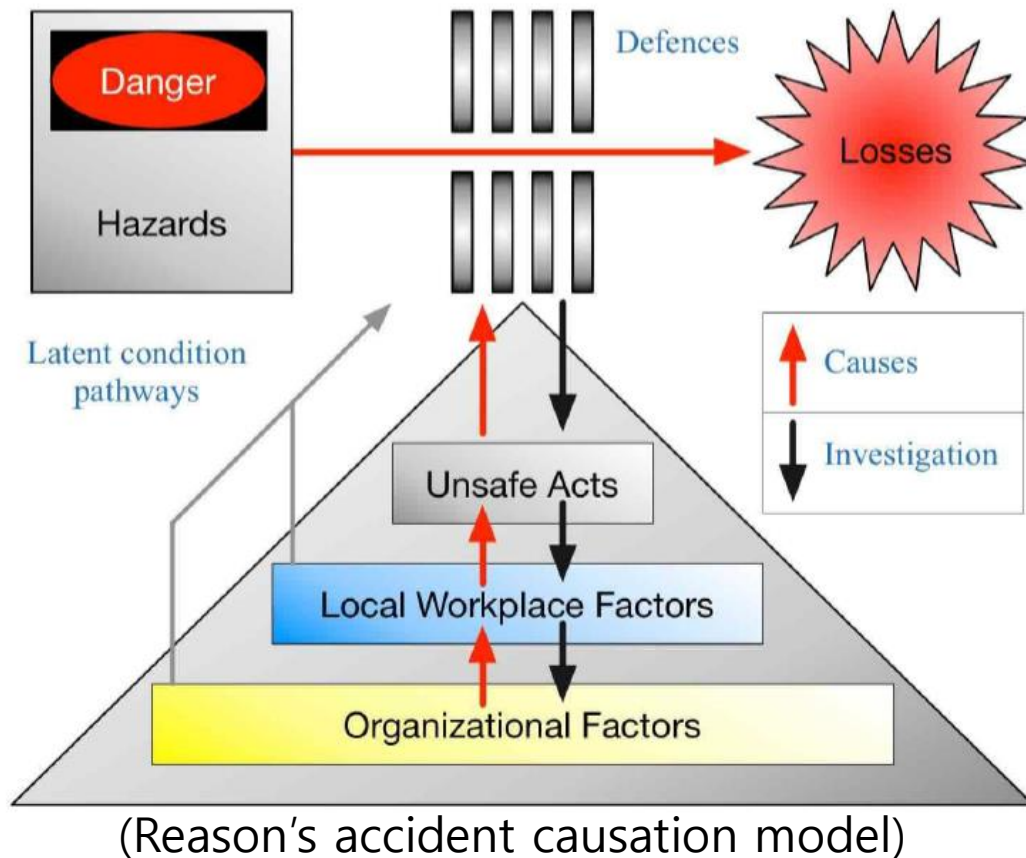 Danger
Hazards
Defences
Losses
Latent condition
pathways
Causes
Investigation
Unsafe Acts
Local Workplace Factors
Organizational Factors
(Reason's accident causation model)